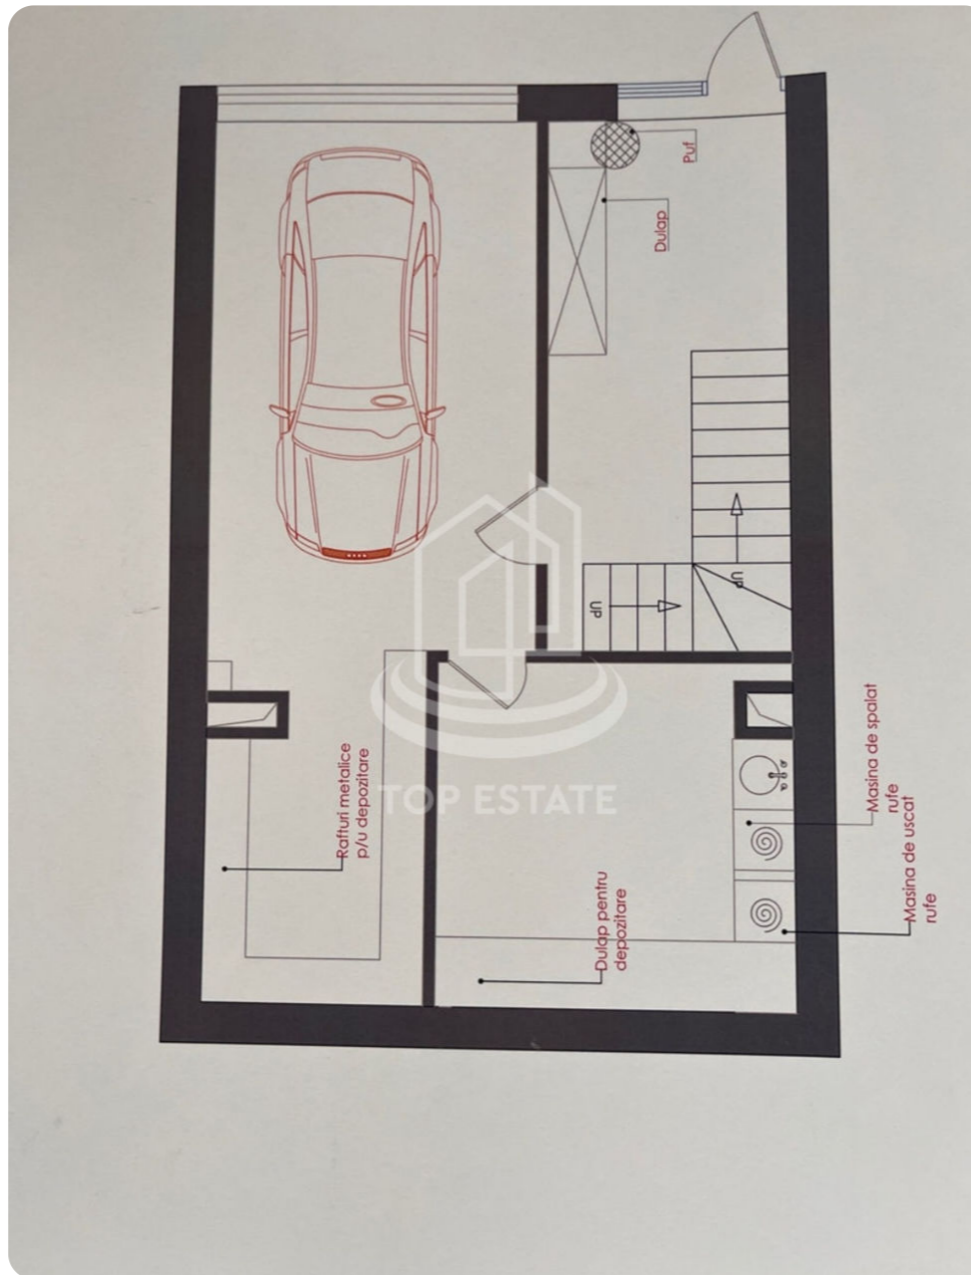 Puf
Dulap
UP
UP
TOP ESTATE
Rafturi metalice
p/u depozitare
Masina de spalat
rufe
Masina de uscat
rufe
Dulap pentru
depozitare